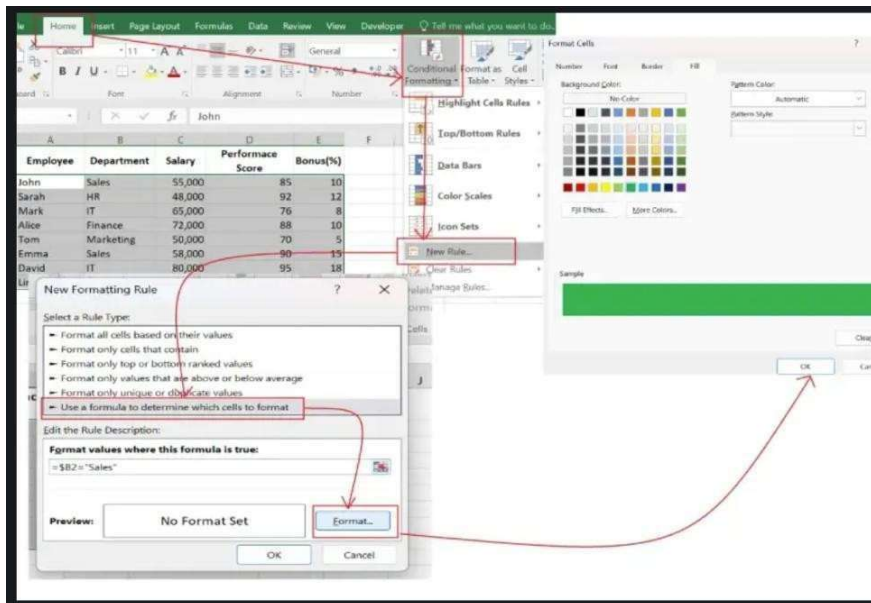 le Home Insert Page Layout Formulas Data Review View Developer Tell me what you want to do..
Calibri 11 A A General
B I U A % Conditional Formatting Format as Table Cell Styles
Font Alignment Number
Highlight Cells Rules
Top/Bottom Rules
Data Bars
Color Scales
Icon Sets
New Rule...
Clear Rules
Manage Rules...
fx John
A B C D E F
Employee Department Salary Performace Score Bonus(%)
John Sales 55,000 85 10
Sarah HR 48,000 92 12
Mark IT 65,000 76 8
Alice Finance 72,000 88 10
Tom Marketing 50,000 70 5
Emma Sales 58,000 90 15
David IT 80,000 95 18
J
New Formatting Rule ? X
Select a Rule Type:
► Format all cells based on their values
► Format only cells that contain
► Format only top or bottom ranked values
► Format only values that are above or below average
► Format only unique or duplicate values
► Use a formula to determine which cells to format
Edit the Rule Description:
Format values where this formula is true:
=$B2="Sales"
Preview: No Format Set Format...
OK Cancel
Format Cells ?
Number Font Border Fill
Background Color:
No Color
Pattern Color:
Automatic
Pattern Style:
Fill Effects... More Colors...
Sample
Clear
OK